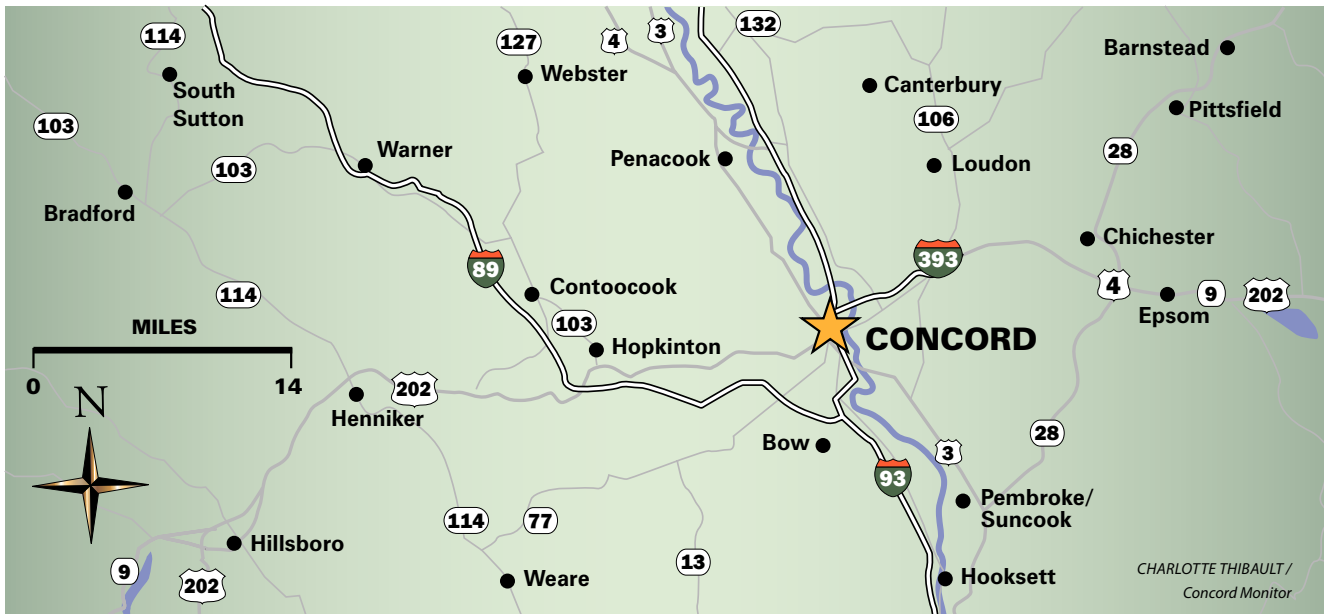 114
127
4
3
132
Barnstead
Webster
South
Sutton
Canterbury
Pittsfield
103
106
Warner
Penacook
28
103
Loudon
Bradford
Chichester
393
89
4
Contoocook
114
9
202
Epsom
103
MILES
Hopkinton
CONCORD
0
14
202
N
Henniker
28
Bow
3
93
Pembroke/
Suncook
114
77
Hillsboro
13
9
202
Weare
Hooksett
CHARLOTTE THIBAULT /
Concord Monitor